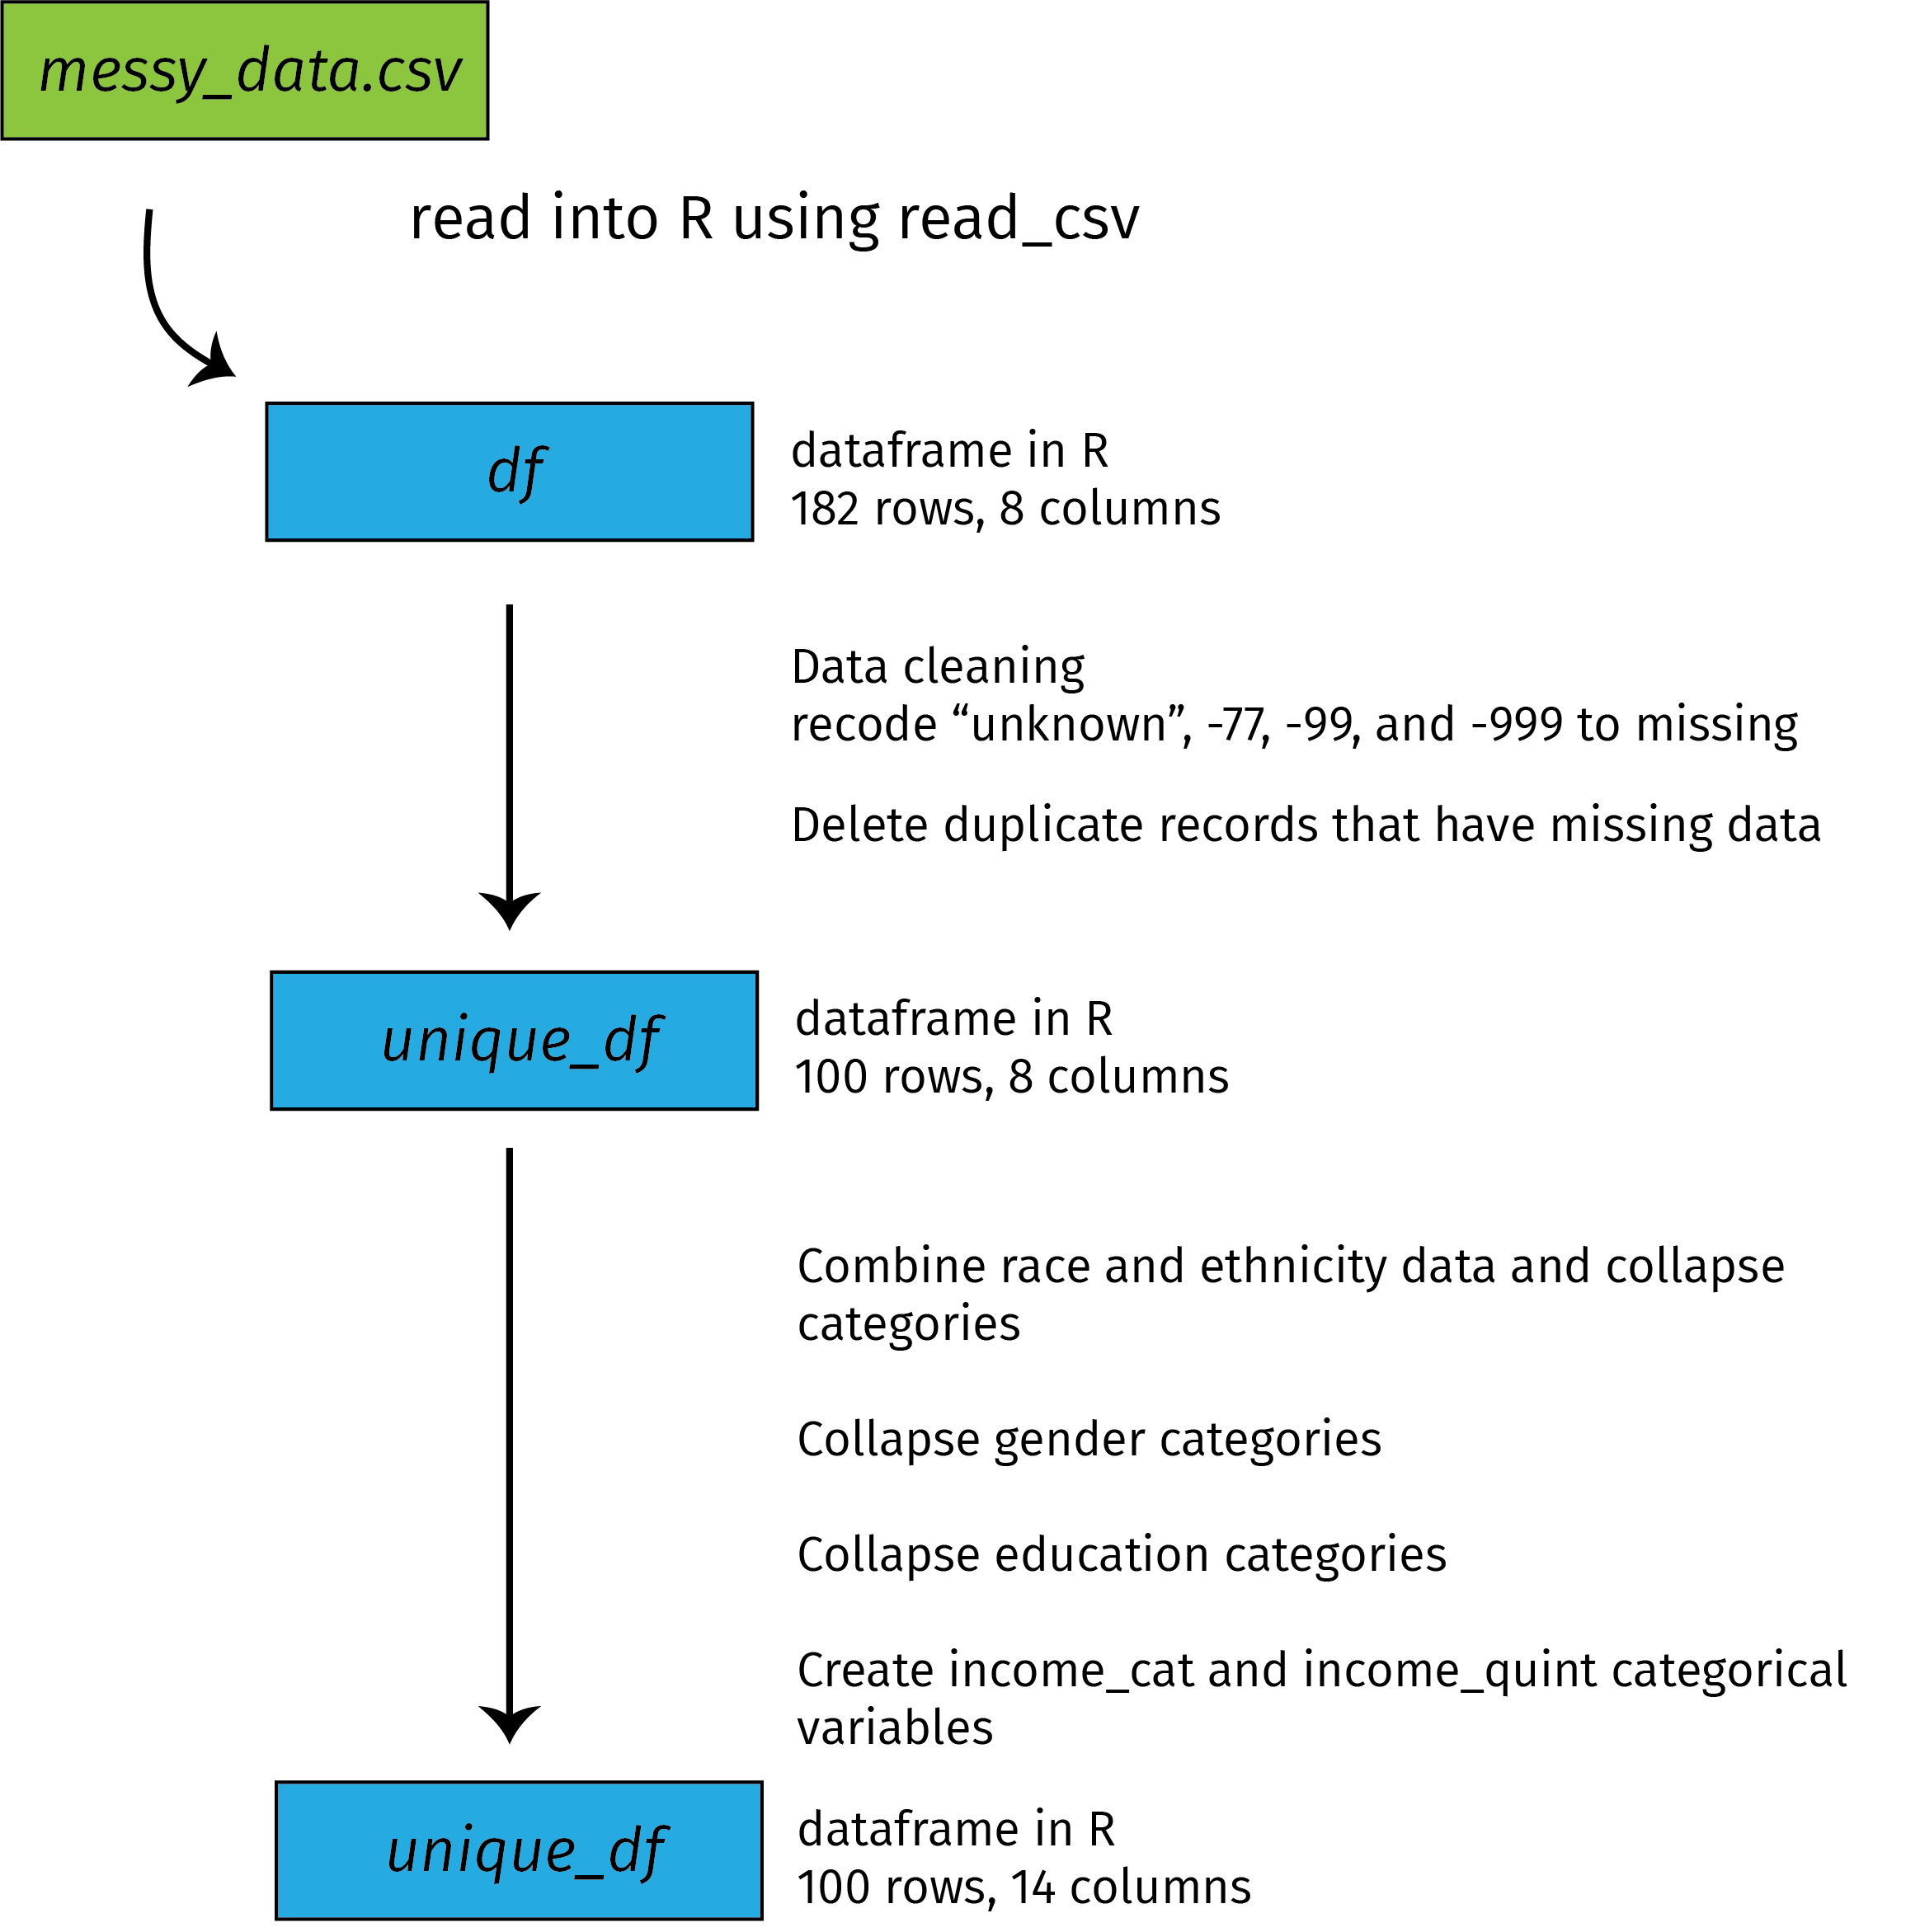 messy_data.csv
read into R using read_csv
df
dataframe in R
182 rows, 8 columns
Data cleaning
recode “unknown”, -77, -99, and -999 to missing
Delete duplicate records that have missing data
unique_df
dataframe in R
100 rows, 8 columns
Combine race and ethnicity data and collapse
categories
Collapse gender categories
Collapse education categories
Create income_cat and income_quint categorical
variables
unique_df
dataframe in R
100 rows, 14 columns